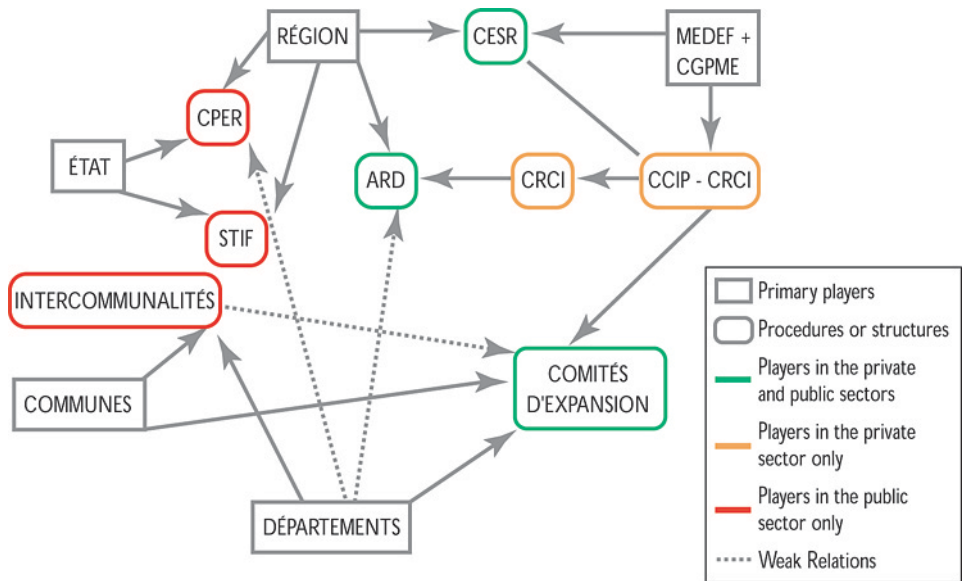 RÉGION
CESR
MEDEF +
CGPME
CPER
ÉTAT
ARD
CRCI
CCIP - CRCI
STIF
INTERCOMMUNALITÉS
COMMUNES
COMITÉS
D'EXPANSION
DÉPARTEMENTS
Primary players
Procedures or structures
Players in the private
and public sectors
Players in the private
sector only
Players in the public
sector only
Weak Relations